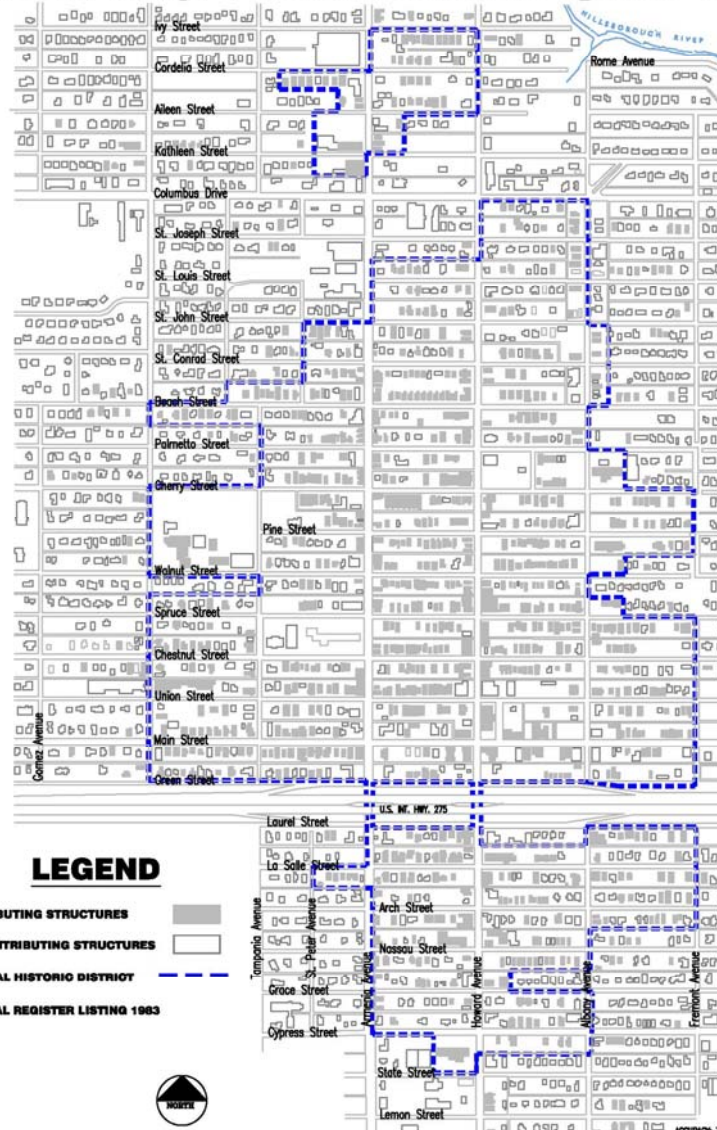 HILLSBOROUGH RIVER
Ivy Street
Rome Avenue
Cordelia Street
Aileen Street
Kathleen Street
Columbus Drive
St. Joseph Street
St. Louis Street
St. John Street
St. Conrad Street
Beach Street
Palmetto Street
Cherry Street
Pine Street
Walnut Street
Spruce Street
Chestnut Street
Union Street
Main Street
Gomez Avenue
Green Street
U.S. INT. HWY. 275
Laurel Street
LEGEND
La Salle Street
BUTING STRUCTURES
Arch Street
TRIBUTING STRUCTURES
Nassau Street
Tampania Avenue
St. Peter Avenue
Armenia Avenue
Howard Avenue
Albany Avenue
Fremont Avenue
AL HISTORIC DISTRICT
Grace Street
AL REGISTER LISTING 1983
Cypress Street
State Street
NORTH
Lemon Street